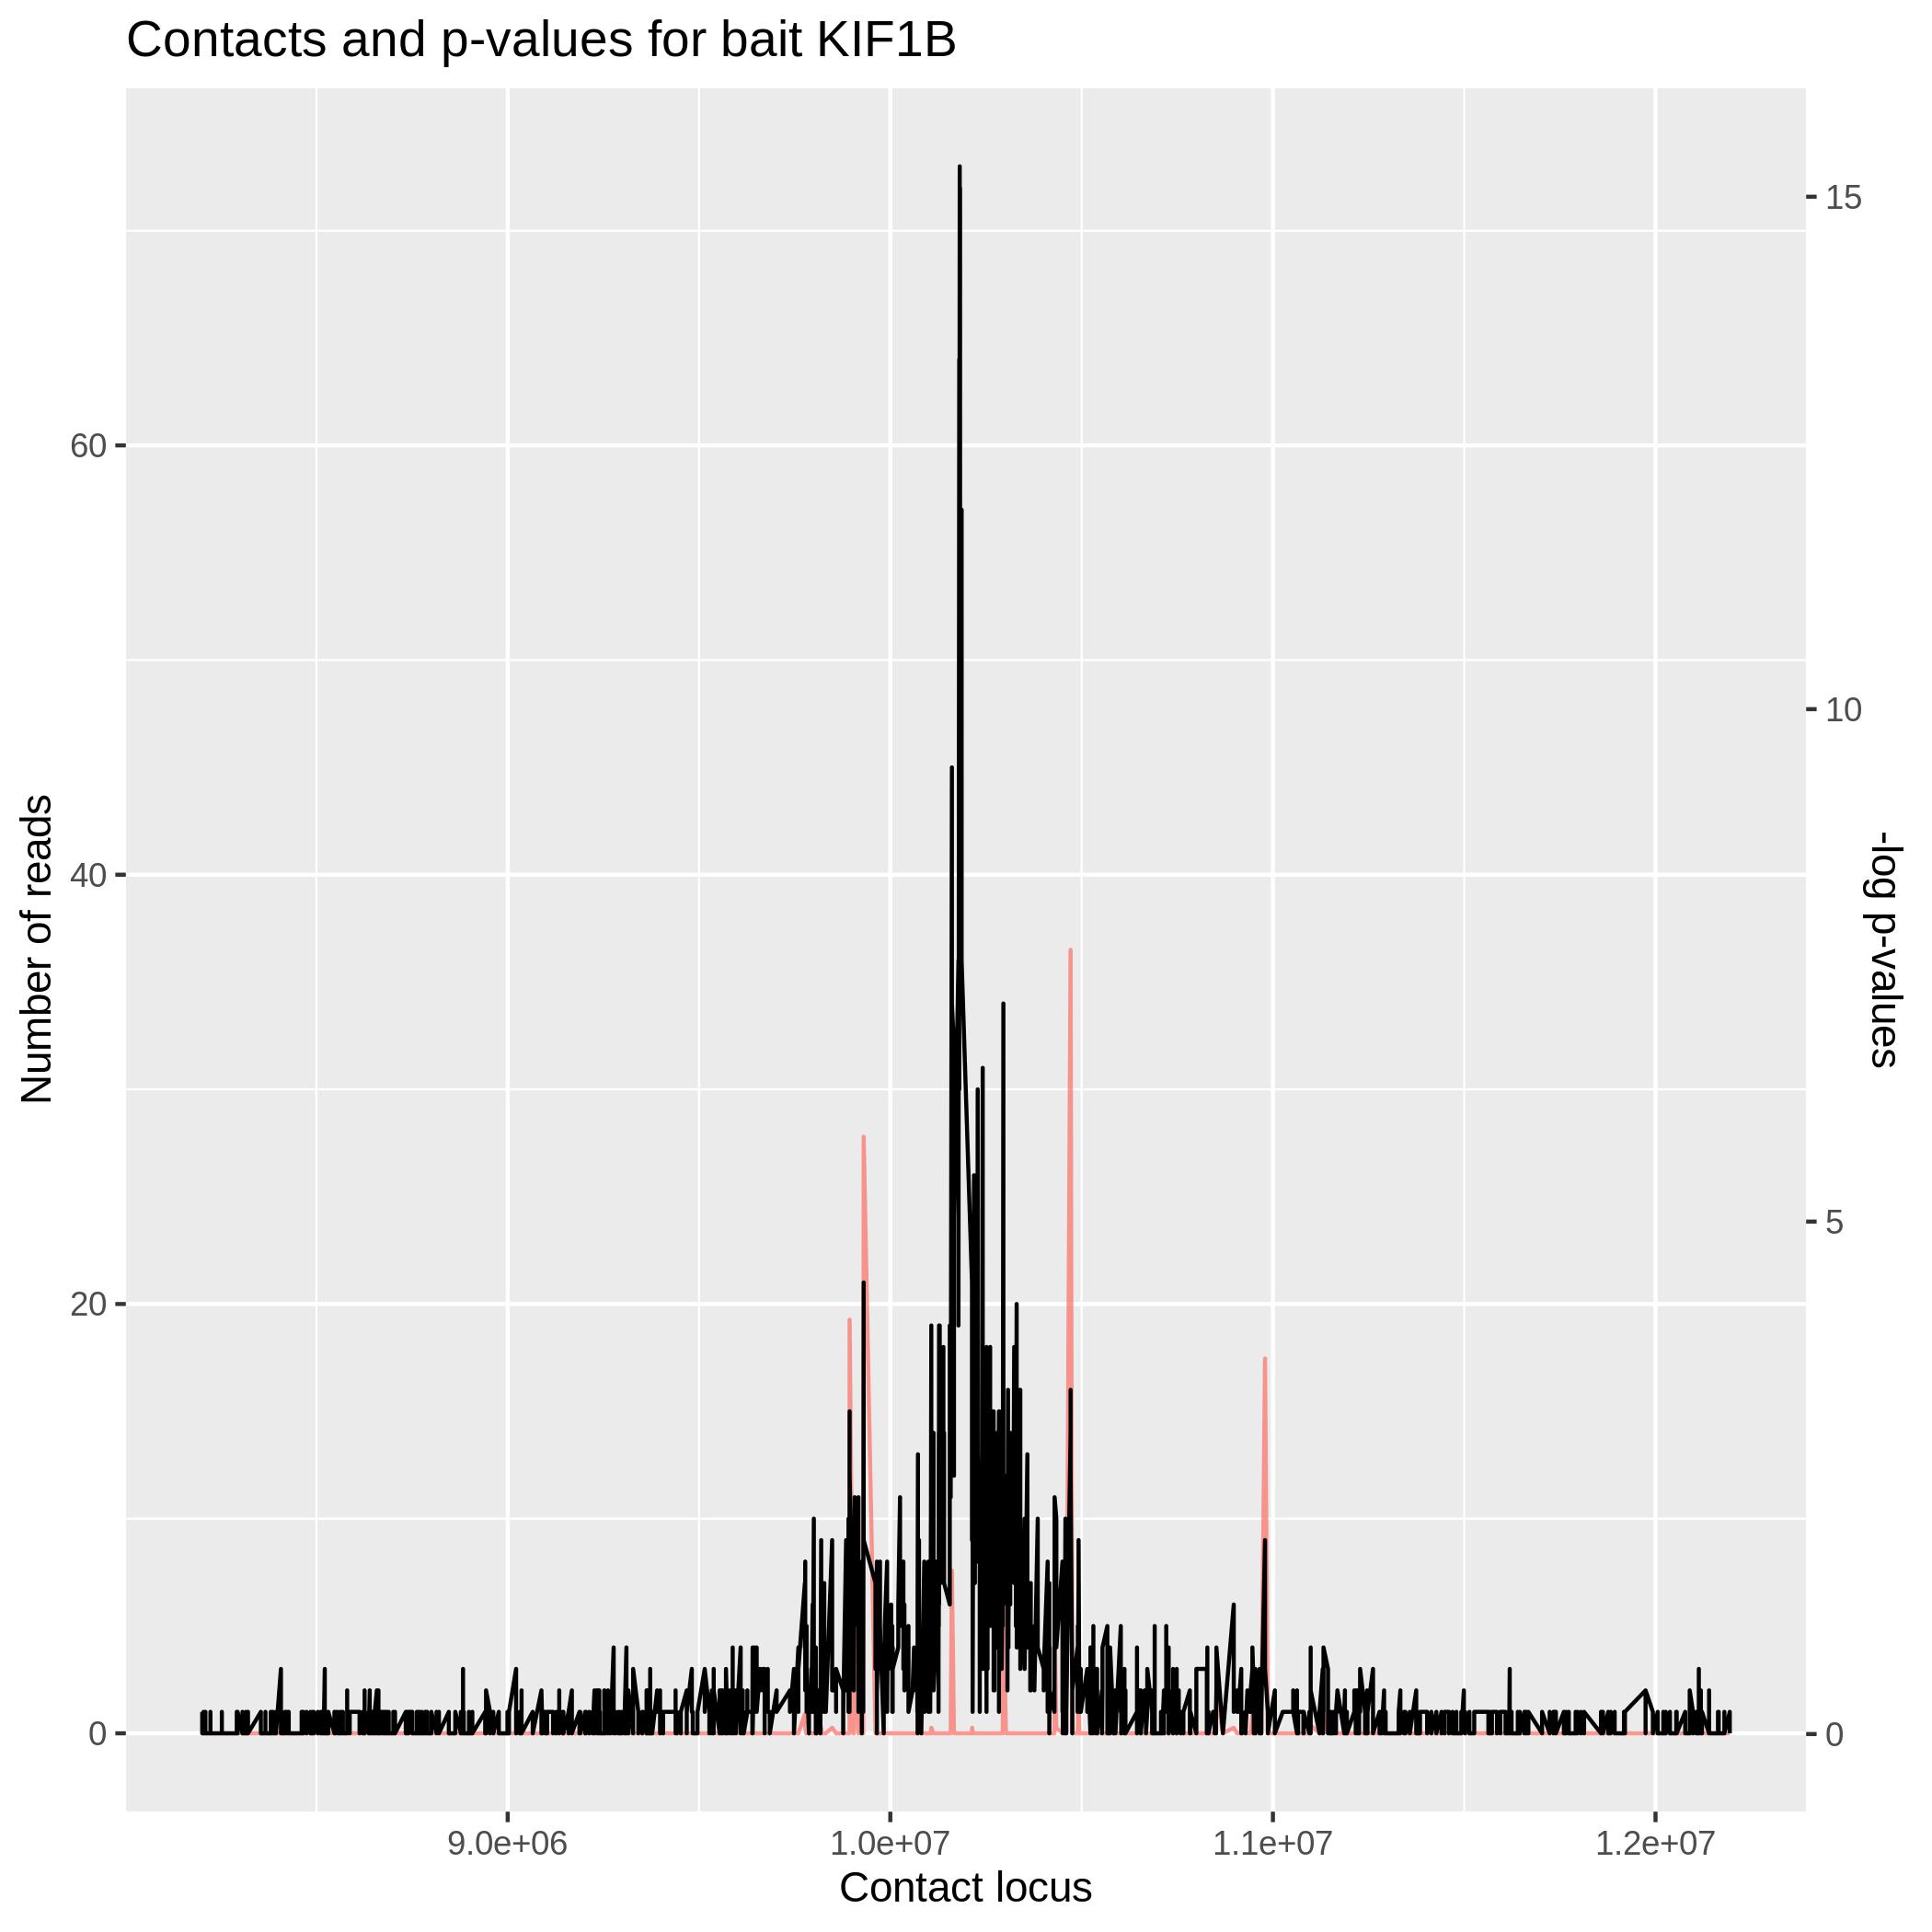 Contacts and p-values for bait KIF1B
Number of reads
60
40
20
0
15
10
5
0
-log p-values
9.0e+06 1.0e+07 1.1e+07 1.2e+07
Contact locus